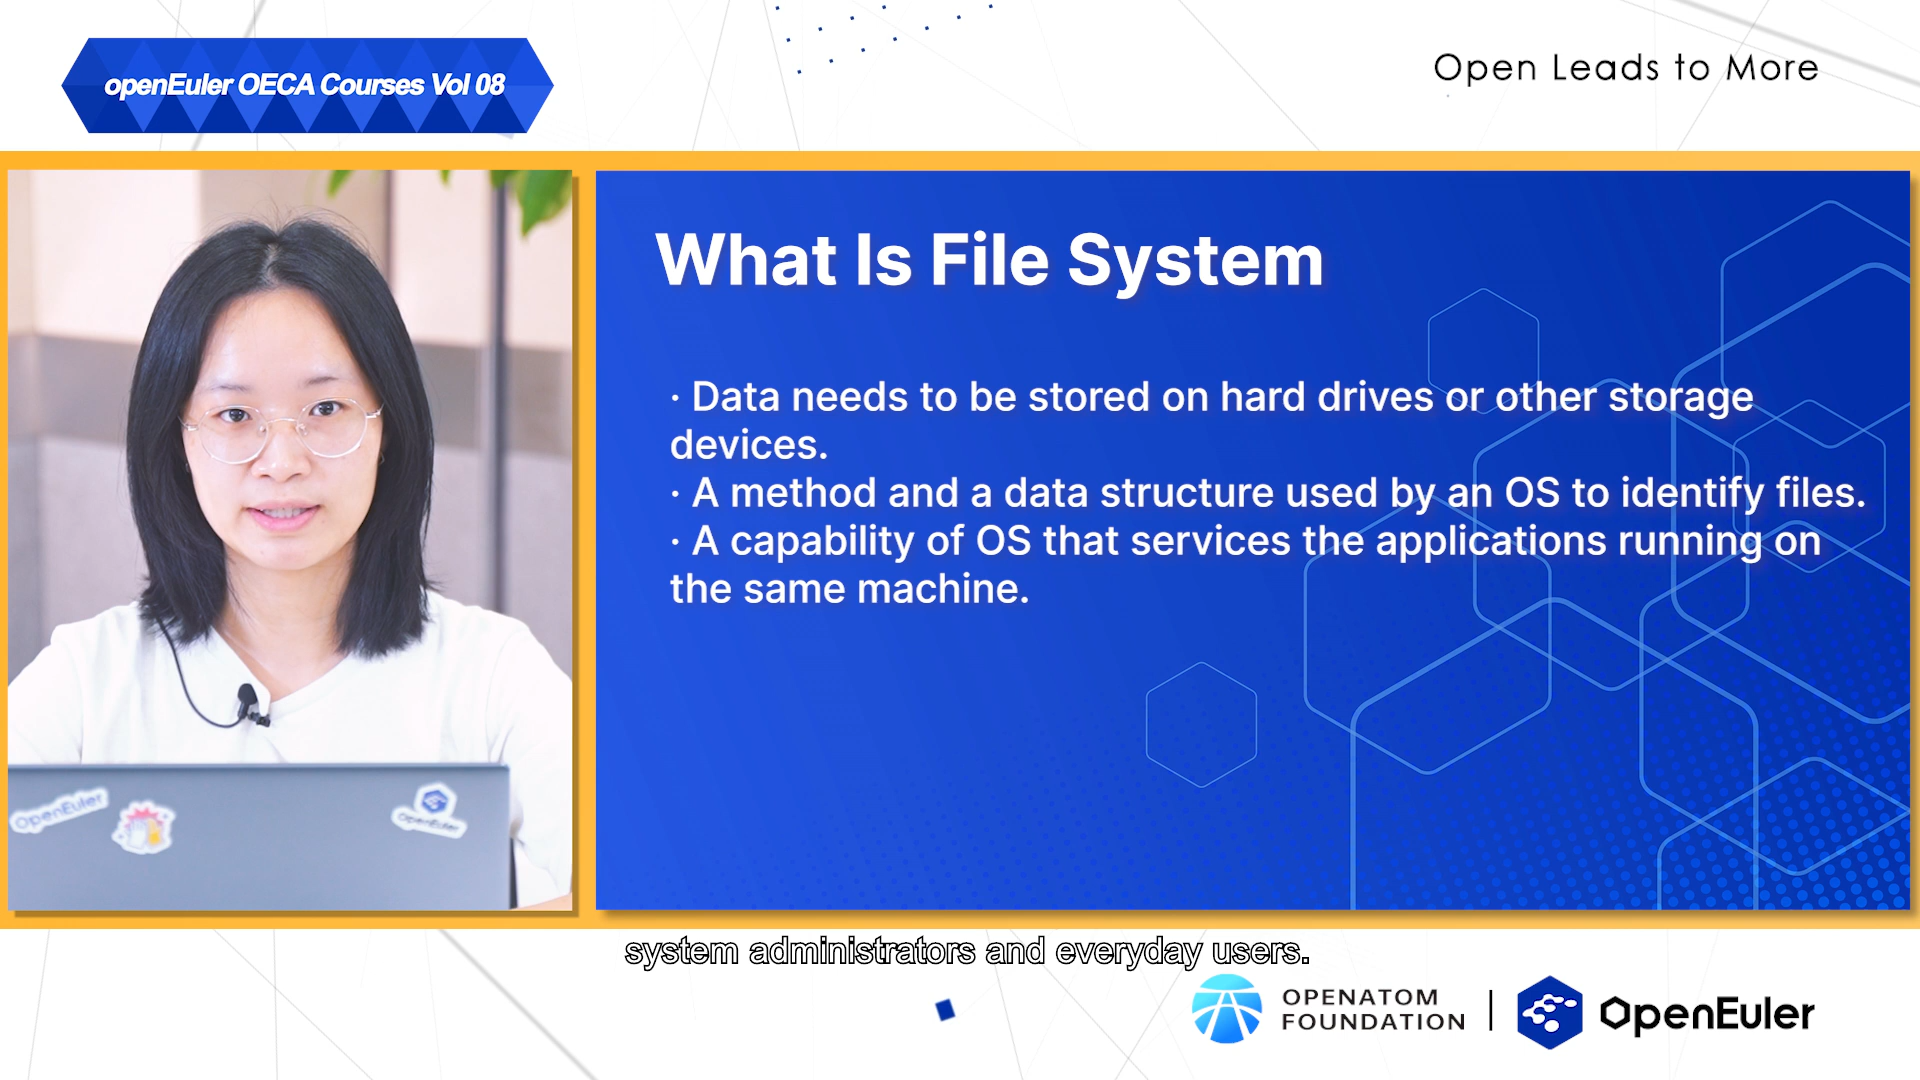 openEuler OECA Courses Vol 08
Open Leads to More
What Is File System
· Data needs to be stored on hard drives or other storage
devices.
· A method and a data structure used by an OS to identify files.
· A capability of OS that services the applications running on
the same machine.
OpenEuler
OpenEuler
system administrators and everyday users.
OPENATOM
FOUNDATION
OpenEuler